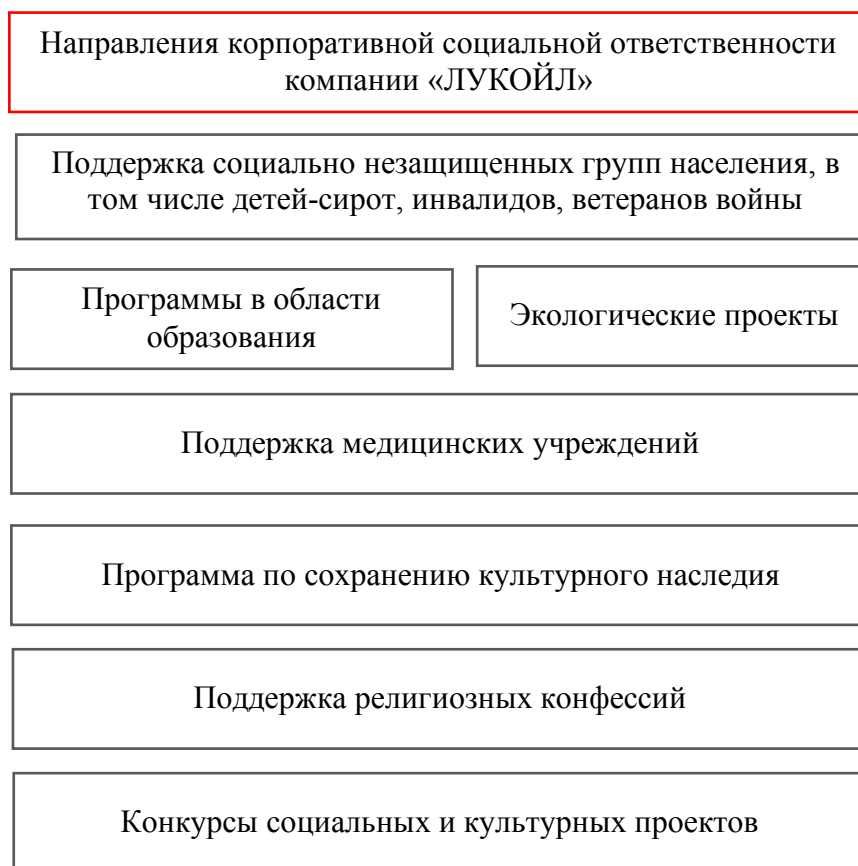 Направления корпоративной социальной ответственности
компании «ЛУКОЙЛ»
Поддержка социально незащищенных групп населения, в
том числе детей-сирот, инвалидов, ветеранов войны
Программы в области
образования
Экологические проекты
Поддержка медицинских учреждений
Программа по сохранению культурного наследия
Поддержка религиозных конфессий
Конкурсы социальных и культурных проектов